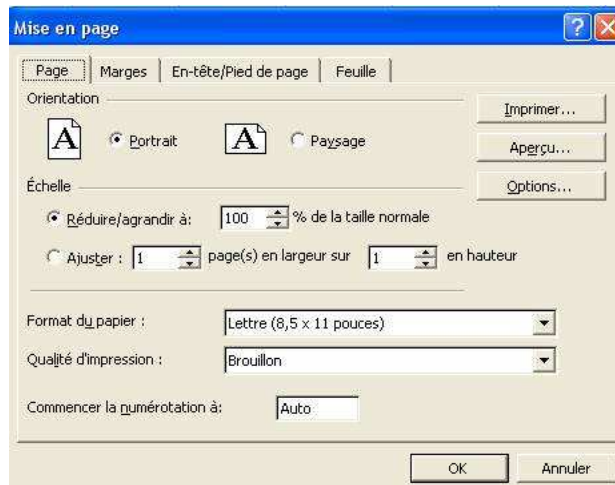 Mise en page
Page Marges En-tête/Pied de page Feuille
Orientation
Imprimer...
A Portrait A Paysage
Aperçu...
Échelle
Options...
Réduire/agrandir à: 100 % de la taille normale
Ajuster : 1 page(s) en largeur sur 1 en hauteur
Format du papier : Lettre (8,5 x 11 pouces)
Qualité d'impression : Brouillon
Commencer la numérotation à: Auto
OK Annuler